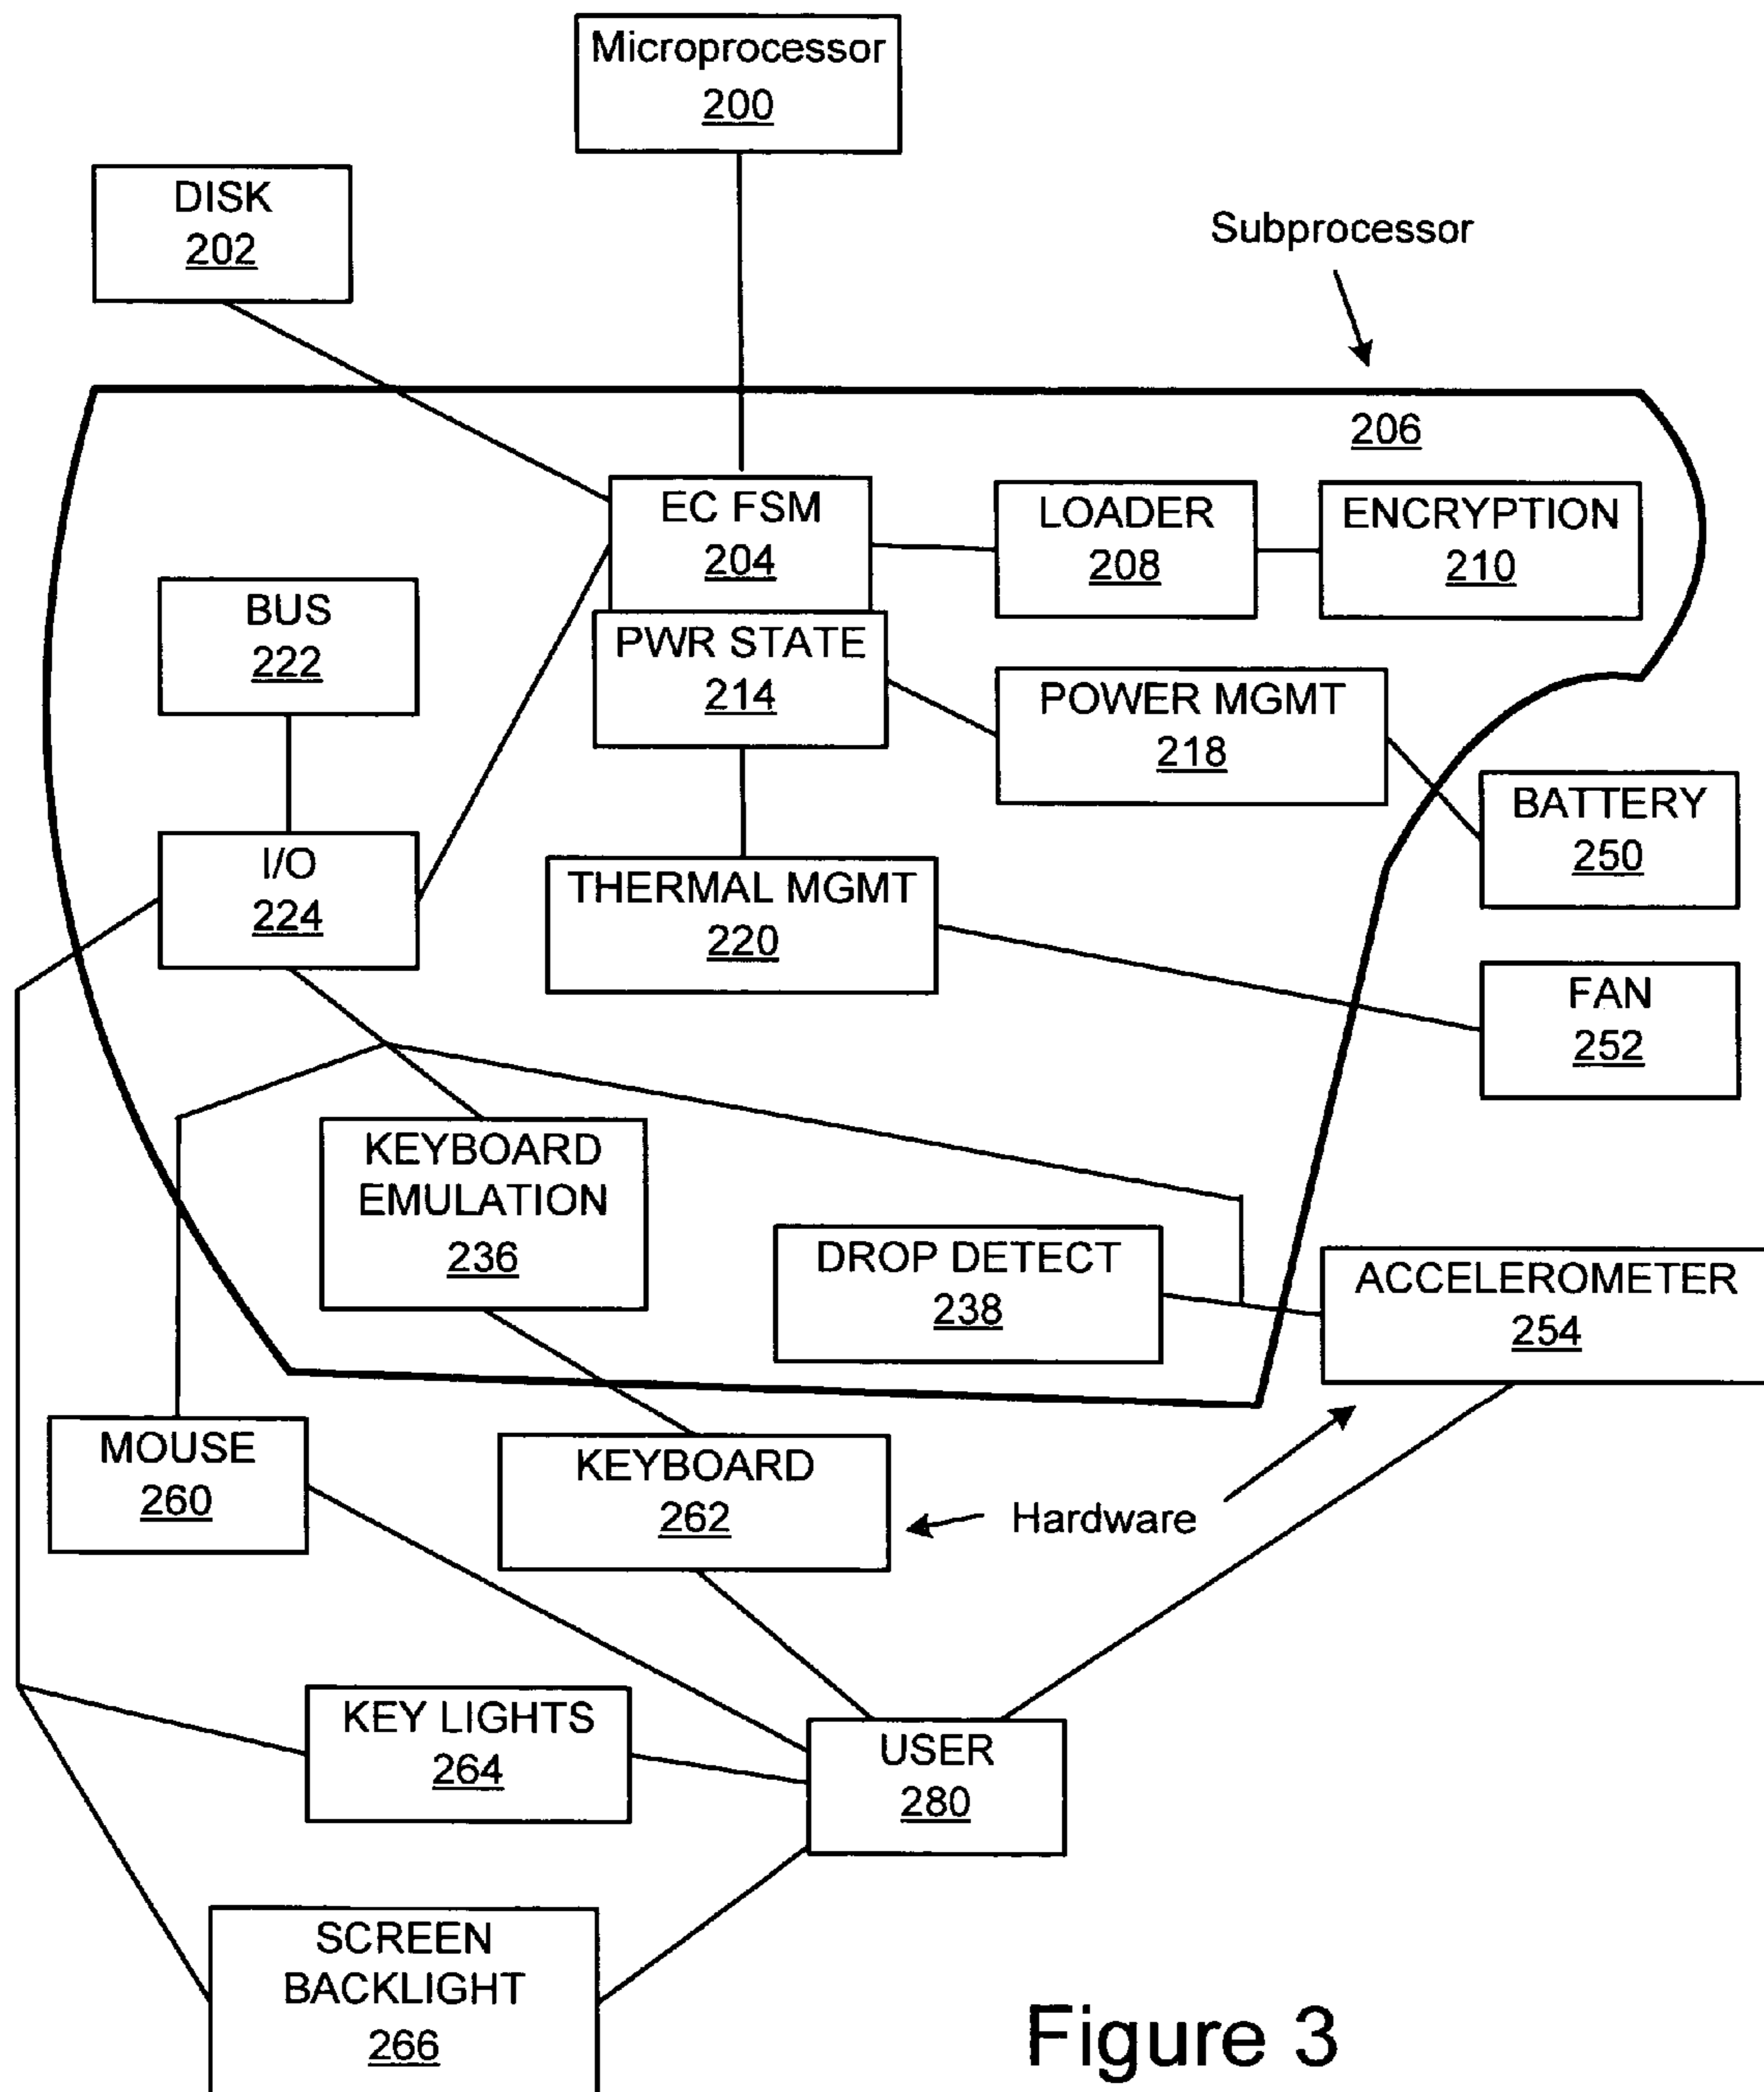 Microprocessor
200
DISK
202
Subprocessor
206
EC FSM
204
LOADER
208
ENCRYPTION
210
BUS
222
PWR STATE
214
POWER MGMT
218
BATTERY
250
I/O
224
THERMAL MGMT
220
FAN
252
KEYBOARD
EMULATION
236
DROP DETECT
238
ACCELEROMETER
254
MOUSE
260
KEYBOARD
262
Hardware
KEY LIGHTS
264
USER
280
SCREEN
BACKLIGHT
266
Figure 3